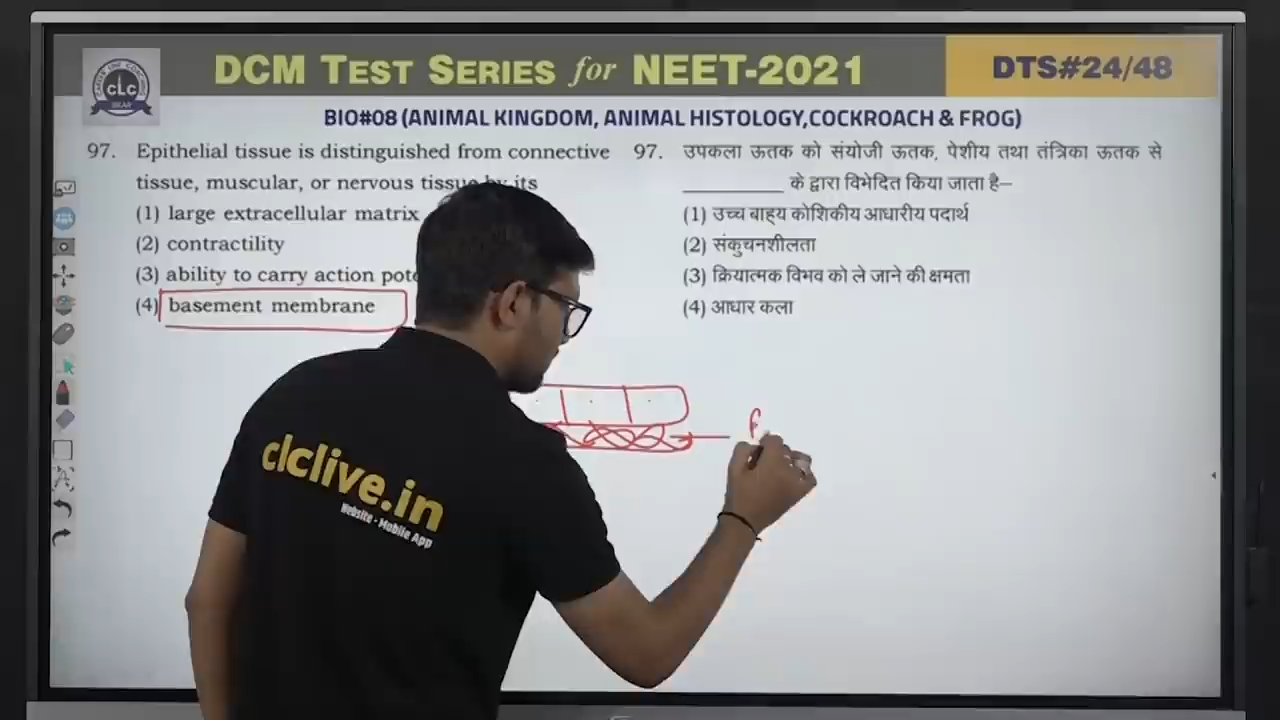 DCM TEST SERIES for NEET-2021
DTS#24/48
CLC
SIKAR
BIO#08 (ANIMAL KINGDOM, ANIMAL HISTOLOGY,COCKROACH & FROG)
97. Epithelial tissue is distinguished from connective
tissue, muscular, or nervous tissue by its
(1) large extracellular matrix
(2) contractility
(3) ability to carry action
(4) basement membrane
97. उपकला ऊतक को संयोजी ऊतक, पेशीय तथा तंत्रिका ऊतक से
__________ के द्वारा विभेदित किया जाता है–
(1) उच्च बाह्य कोशिकीय आधारीय पदार्थ
(2) संकुचनशीलता
(3) क्रियात्मक विभव को ले जाने की क्षमता
(4) आधार कला
clclive.in
Website - Mobile App